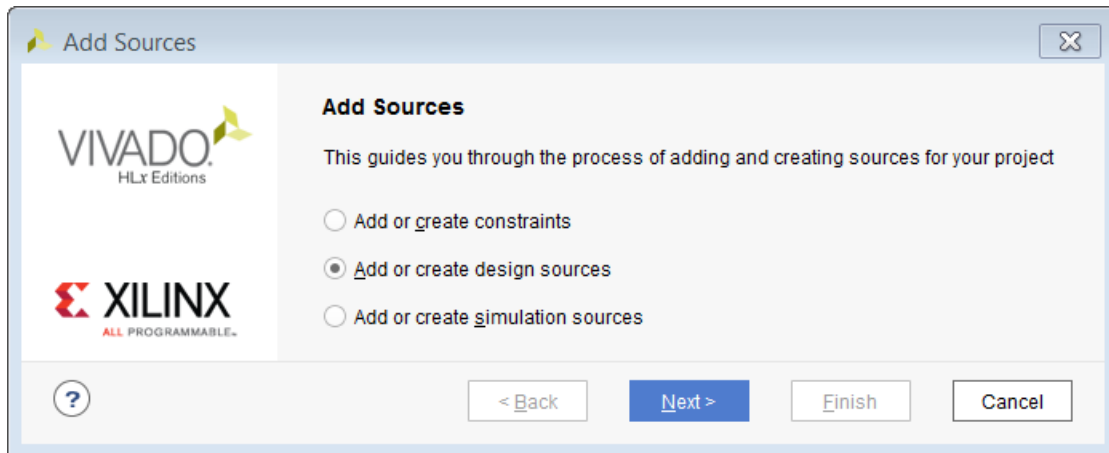 Add Sources
VIVADO.
HLx Editions
XILINX
ALL PROGRAMMABLE™
Add Sources
This guides you through the process of adding and creating sources for your project
Add or create constraints
Add or create design sources
Add or create simulation sources
?
< Back
Next >
Finish
Cancel